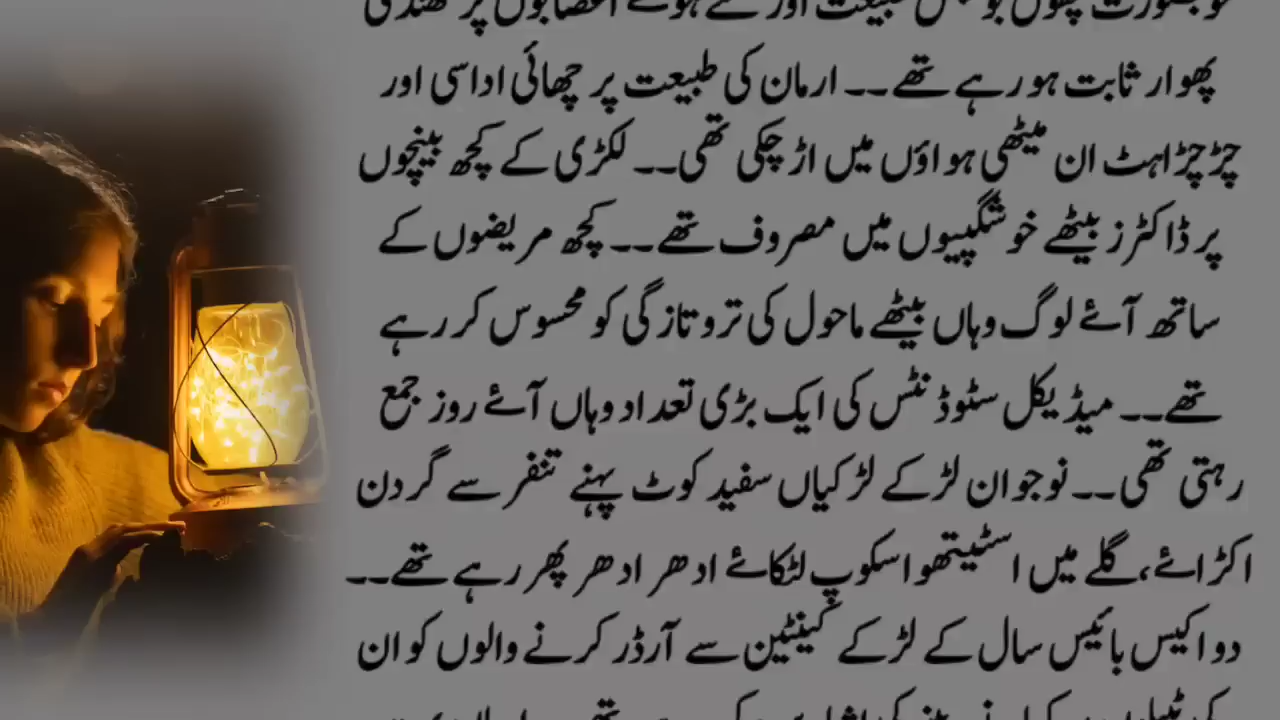 پھوار ثابت ہو رہے تھے ۔۔ ارمان کی طبیعت پر چھائی اداسی اور
چڑچڑاہٹ ان میٹھی ہواؤں میں اڑ چکی تھی۔۔ لکڑی کے کچھ بینچوں
پر ڈاکٹرز بیٹھے خوشگپیوں میں مصروف تھے۔۔ کچھ مریضوں کے
ساتھ آئے لوگ وہاں بیٹھے ماحول کی تروتازگی کو محسوس کر رہے
تھے۔۔ میڈیکل سٹوڈنٹس کی ایک بڑی تعداد وہاں آئے روز جمع
رہتی تھی۔۔ نوجوان لڑکے لڑکیاں سفید کوٹ پہنے تنفر سے گردن
اکڑائے، گلے میں اسٹیتھواسکوپ لٹکائے ادھر ادھر پھر رہے تھے۔۔
دو اکیس بائیس سال کے لڑکے کینٹین سے آرڈر کرنے والوں کو ان